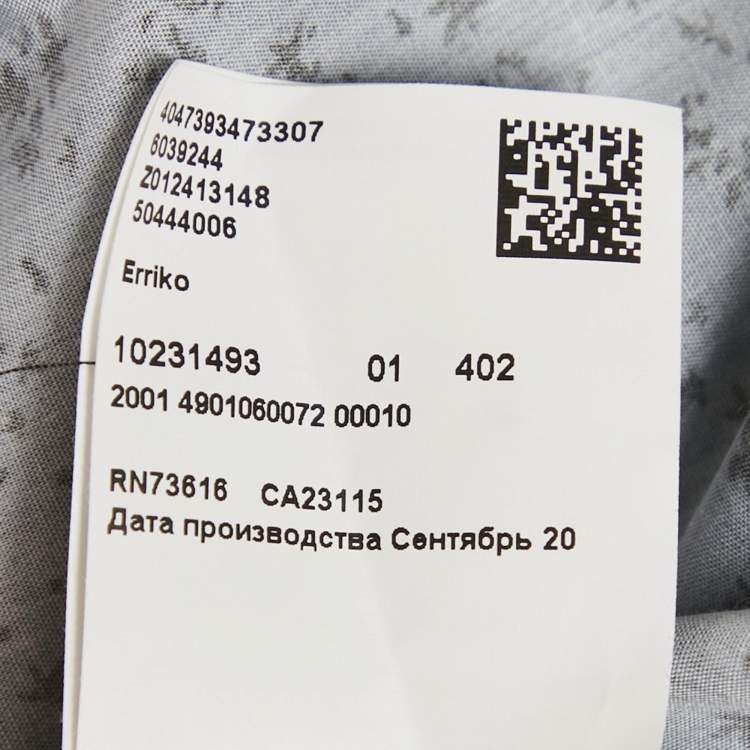 4047393473307
6039244
Z012413148
50444006
Erriko
10231493 01 402
2001 4901060072 00010
RN73616 CA23115
Дата производства Сентябрь 20